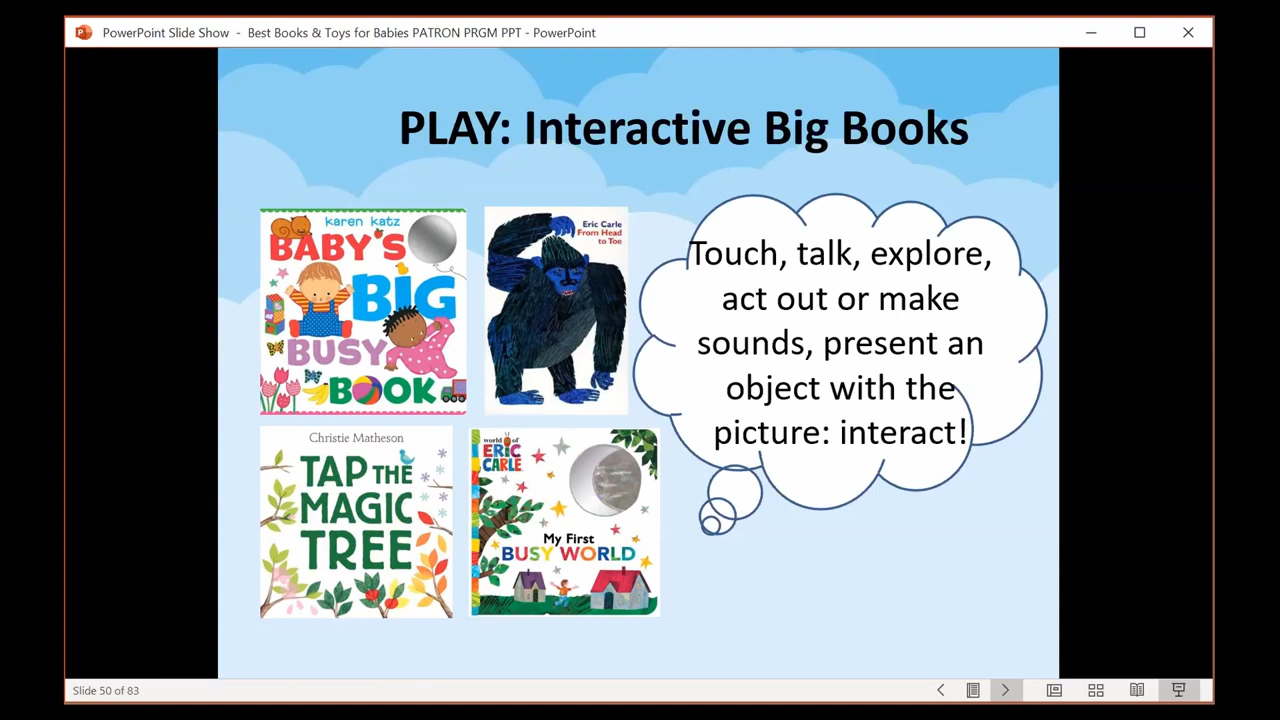 PowerPoint Slide Show - Best Books & Toys for Babies PATRON PRGM PPT - PowerPoint
PLAY: Interactive Big Books
karen katz
BABY'S
BIG
BUSY
BOOK
Eric Carle
From Head
to Toe
Touch, talk, explore,
act out or make
sounds, present an
object with the
picture: interact!
Christie Matheson
TAP THE
MAGIC
TREE
world of
ERIC
CARLE
My First
BUSY WORLD
Slide 50 of 83